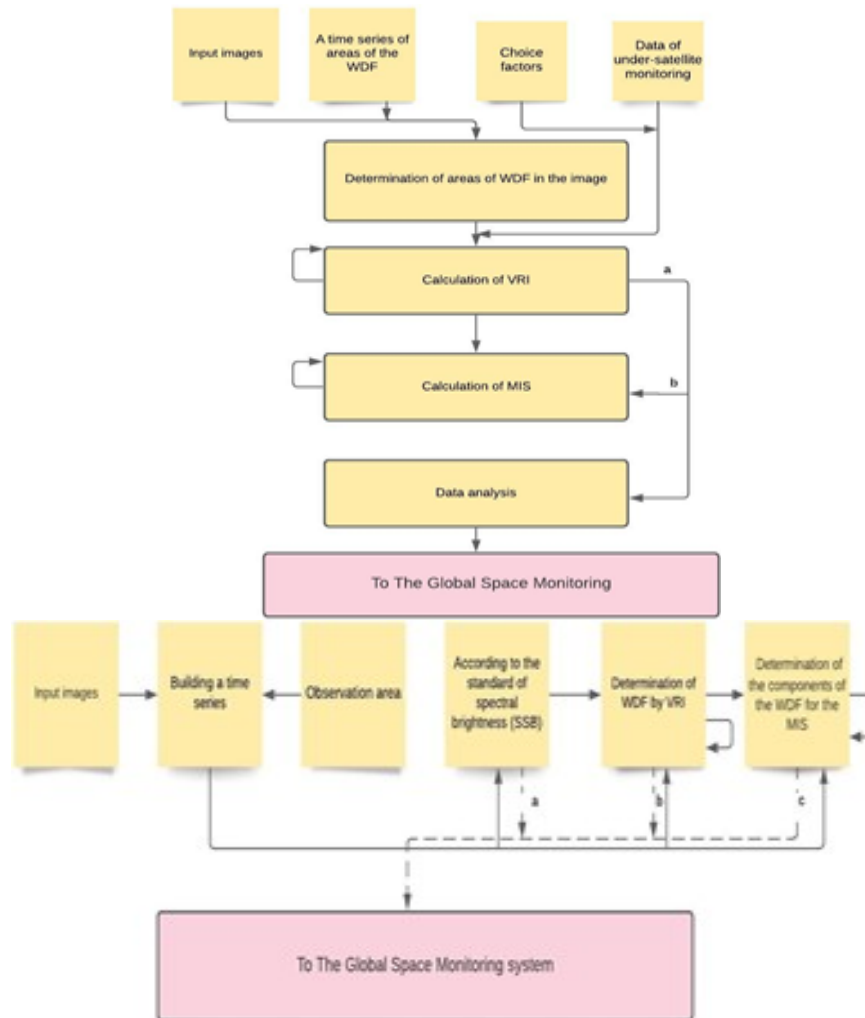 Input images
A time series of
areas of the
WDF
Choice
factors
Data of
under-satellite
monitoring
Determination of areas of WDF in the image
Calculation of VRI
a
Calculation of MIS
b
Data analysis
To The Global Space Monitoring
Input images
Building a time
series
Observation area
According to the
standard of
spectral
brightness (SSB)
Determination of
WDF by VRI
Determination of
the components of
the WDF for the
MIS
a
b
c
To The Global Space Monitoring system